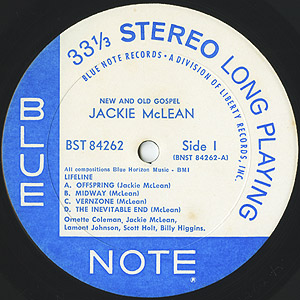 33 1/3 STEREO LONG PLAYING
BLUE NOTE RECORDS • A DIVISION OF LIBERTY RECORDS, INC.
NEW AND OLD GOSPEL
JACKIE McLEAN
BST 84262 Side 1
(BNST 84262-A)
All compositions Blue Horizon Music - BMI
LIFELINE
A. OFFSPRING (Jackie McLean)
B. MIDWAY (McLean)
C. VERNZONE (McLean)
D. THE INEVITABLE END (McLean)
Ornette Coleman, Jackie McLean,
Lamont Johnson, Scott Holt, Billy Higgins.
BLUE
NOTE
®